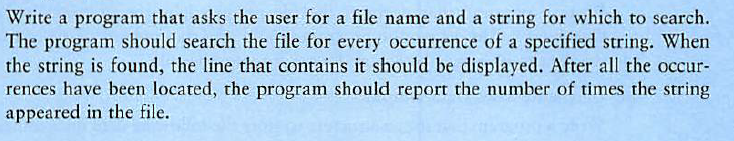 Write a program that asks the user for a file name and a string for which to search.
The program should search the file for every occurrence of a specified string. When
the string is found, the line that contains it should be displayed. After all the occur-
rences have been located, the program should report the number of times the string
appeared in the file.